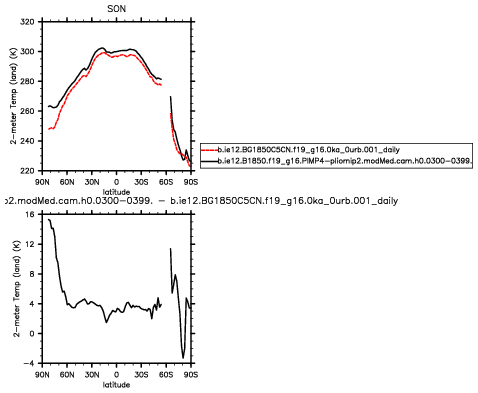 SON
320
300
280
260
240
220
2-meter Temp (land) (K)
90N 60N 30N 0 30S 60S 90S
latitude
b.ie12.BG1850C5CN.f19_g16.0ka_0urb.001_daily
b.ie12.B1850.f19_g16.PlMIP4-pliomip2.modMed.cam.h0.0300-0399.
p2.modMed.cam.h0.0300-0399. - b.ie12.BG1850C5CN.f19_g16.0ka_0urb.001_daily
16
12
8
4
0
-4
2-meter Temp (land) (K)
90N 60N 30N 0 30S 60S 90S
latitude